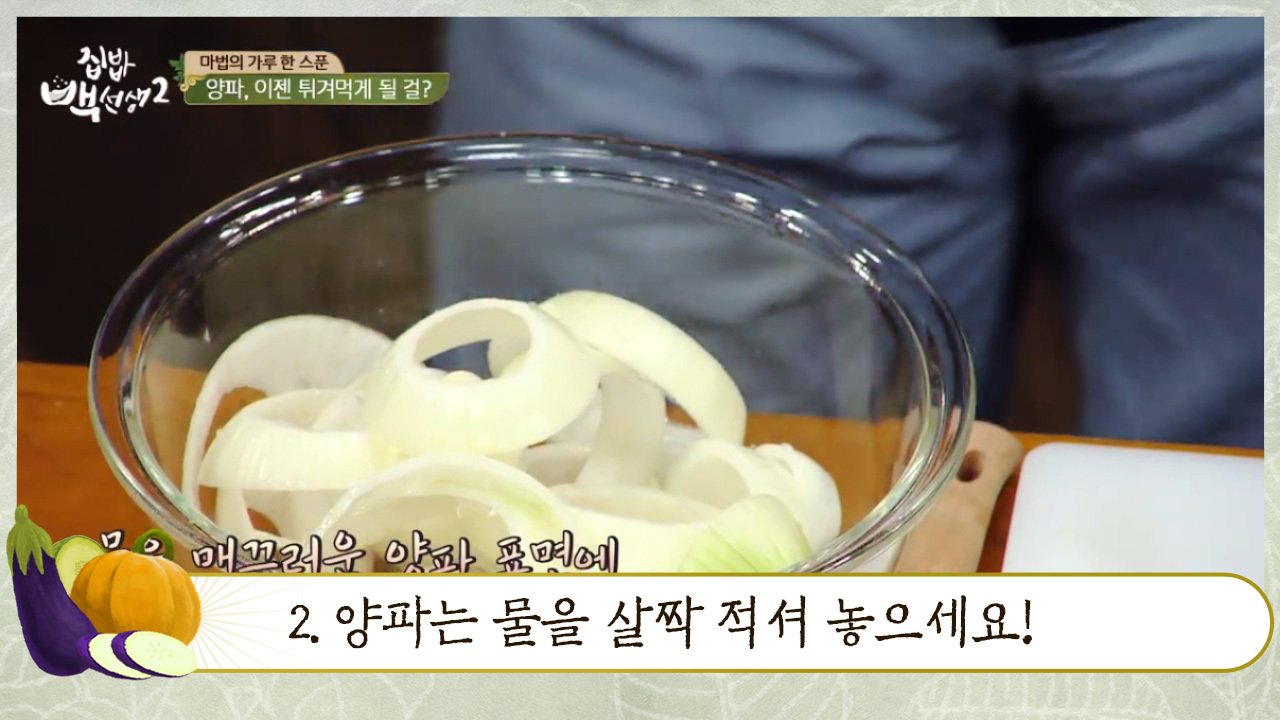 집밥
백선생2
마법의 가루 한 스푼
양파, 이젠 튀겨먹게 될 걸?
매끄러운 양파 표면에
2. 양파는 물을 살짝 적셔 놓으세요!